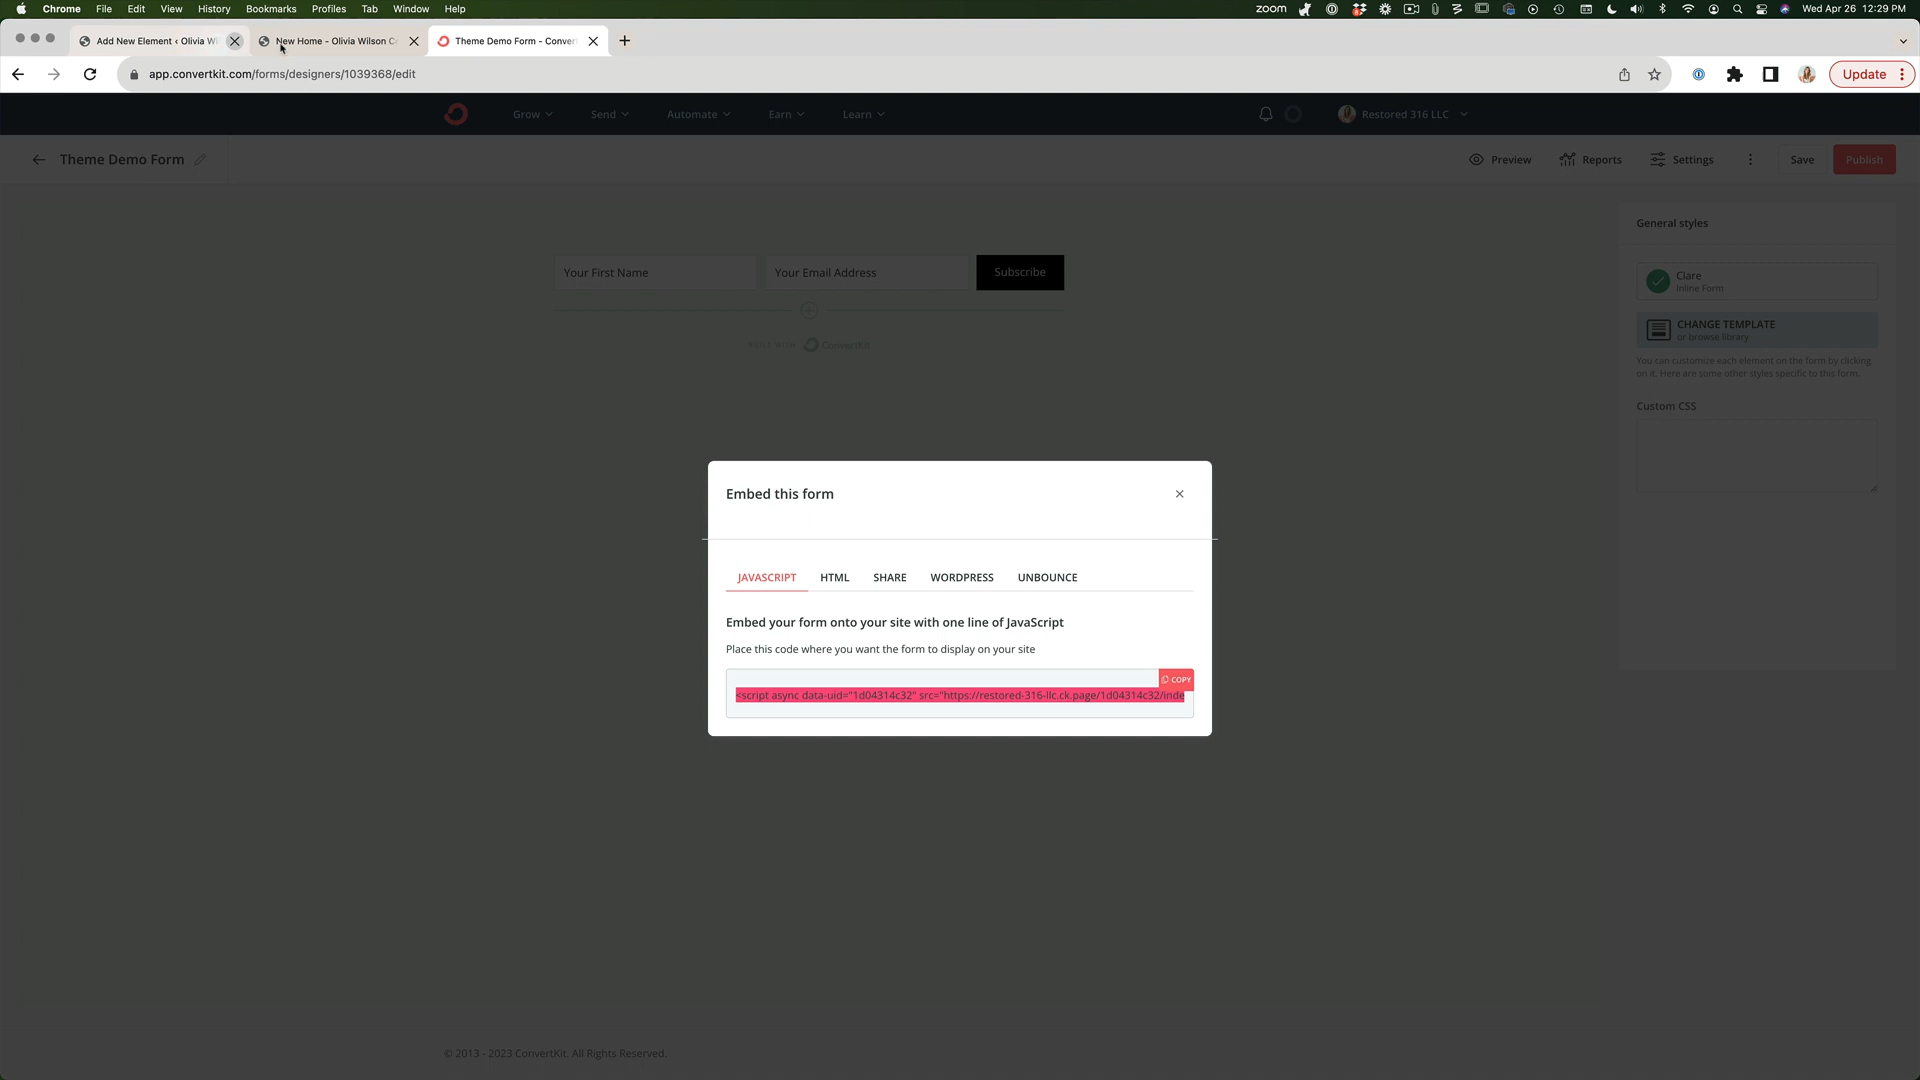 Chrome File Edit View History Bookmarks Profiles Tab Window Help zoom Wed Apr 26 12:29 PM
Add New Element ‹ Olivia Wi New Home - Olivia Wilson Co Theme Demo Form - Conver
app.convertkit.com/forms/designers/1039368/edit Update
Grow Send Automate Earn Learn Restored 316 LLC
Theme Demo Form Preview Reports Settings Save Publish
General styles
Your First Name Your Email Address Subscribe
Clare
Inline Form
CHANGE TEMPLATE
or browse library
BUILT WITH ConvertKit
You can customize each element on the form by clicking
on it. Here are some other styles specific to this form.
Custom CSS
Embed this form
JAVASCRIPT HTML SHARE WORDPRESS UNBOUNCE
Embed your form onto your site with one line of JavaScript
Place this code where you want the form to display on your site
COPY
<script async data-uid="1d04314c32" src="https://restored-316-llc.ck.page/1d04314c32/inde
© 2013 - 2023 ConvertKit. All Rights Reserved.